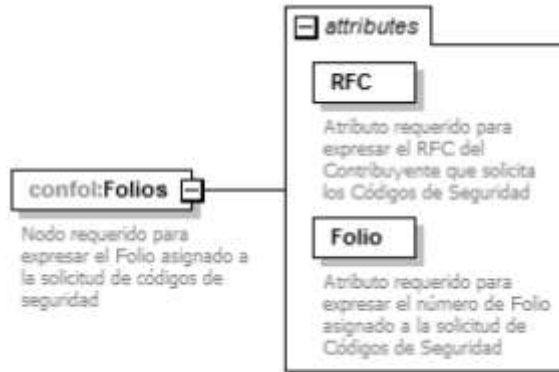 attributes
RFC
Atributo requerido para
expresar el RFC del
Contribuyente que solicita
los Códigos de Seguridad
confol:Folios
Nodo requerido para
expresar el Folio asignado a
la solicitud de códigos de
seguridad
Folio
Atributo requerido para
expresar el número de Folio
asignado a la solicitud de
Códigos de Seguridad